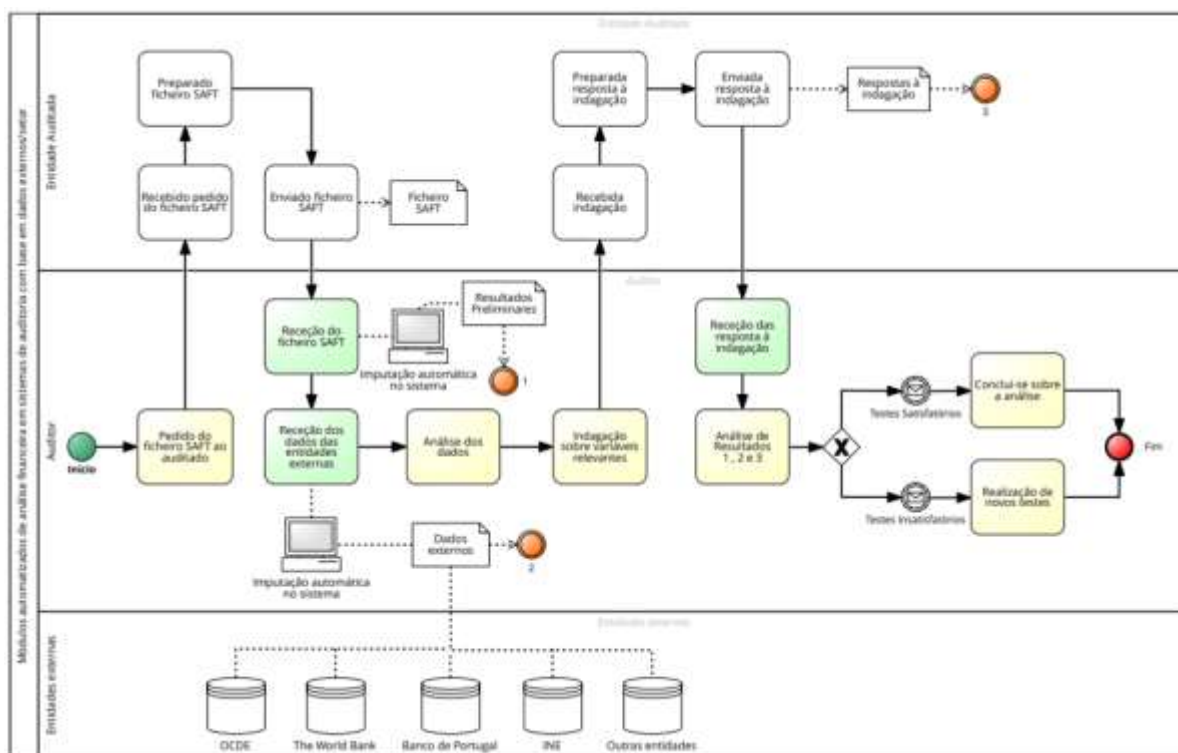 Módulos automatizados de análise financeira em sistemas de auditoria com base em dados externos/setor
Entidade Auditada
Entidade Auditada
Preparado
ficheiro SAFT
Recebido pedido
do ficheiro SAFT
Enviado ficheiro
SAFT
Ficheiro
SAFT
Preparada
resposta à
indagação
Recebida
indagação
Enviada
resposta à
indagação
Respostas à
indagação
3
Auditor
Auditor
Início
Pedido do
ficheiro SAFT ao
auditado
Receção do
ficheiro SAFT
Imputação automática
no sistema
Resultados
Preliminares
1
Receção dos
dados das
entidades
externas
Análise dos
dados
Indagação
sobre variáveis
relevantes
Receção das
resposta à
indagação
Análise de
Resultados
1 , 2 e 3
X
Testes Satisfatórios
Conclui-se sobre
a análise
Testes Insatisfatórios
Realização de
novos testes
Fim
Imputação automática
no sistema
Dados
externos
2
Entidades externas
Entidades externas
OCDE
The World Bank
Banco de Portugal
INE
Outras entidades